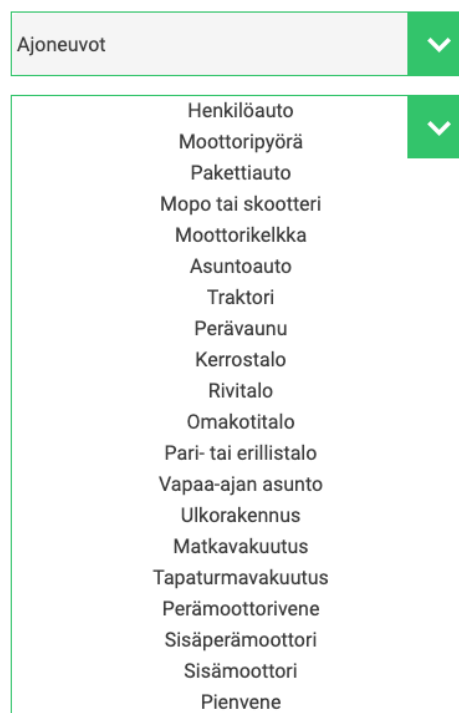 Ajoneuvot
Henkilöauto
Moottoripyörä
Pakettiauto
Mopo tai skootteri
Moottorikelkka
Asuntoauto
Traktori
Perävaunu
Kerrostalo
Rivitalo
Omakotitalo
Pari- tai erillistalo
Vapaa-ajan asunto
Ulkorakennus
Matkavakuutus
Tapaturmavakuutus
Perämoottorivene
Sisäperämoottori
Sisämoottori
Pienvene